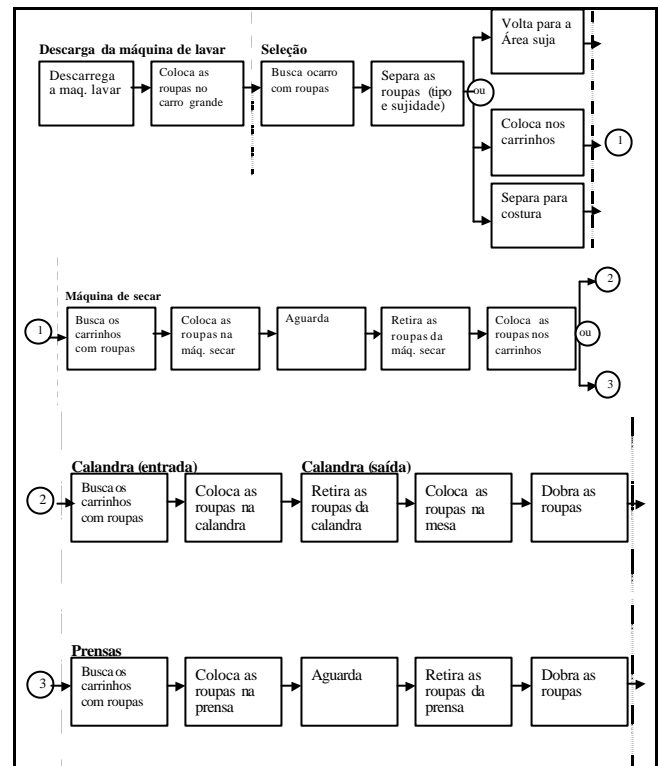 Descarga da máquina de lavar
Seleção
Descarrega
a maq. lavar
Coloca as
roupas no
carro grande
Busca ocarro
com roupas
Separa as
roupas (tipo
e sujidade)
ou
Volta para a
Área suja
Coloca nos
carrinhos
1
Separa para
costura
Máquina de secar
1
Busca os
carrinhos
com roupas
Coloca as
roupas na
máq. secar
Aguarda
Retira as
roupas da
máq. secar
Coloca as
roupas nos
carrinhos
ou
2
3
Calandra (entrada)
Calandra (saída)
2
Busca os
carrinhos
com roupas
Coloca as
roupas na
calandra
Retira as
roupas da
calandra
Coloca as
roupas na
mesa
Dobra as
roupas
Prensas
3
Busca os
carrinhos
com roupas
Coloca as
roupas na
prensa
Aguarda
Retira as
roupas da
prensa
Dobra as
roupas